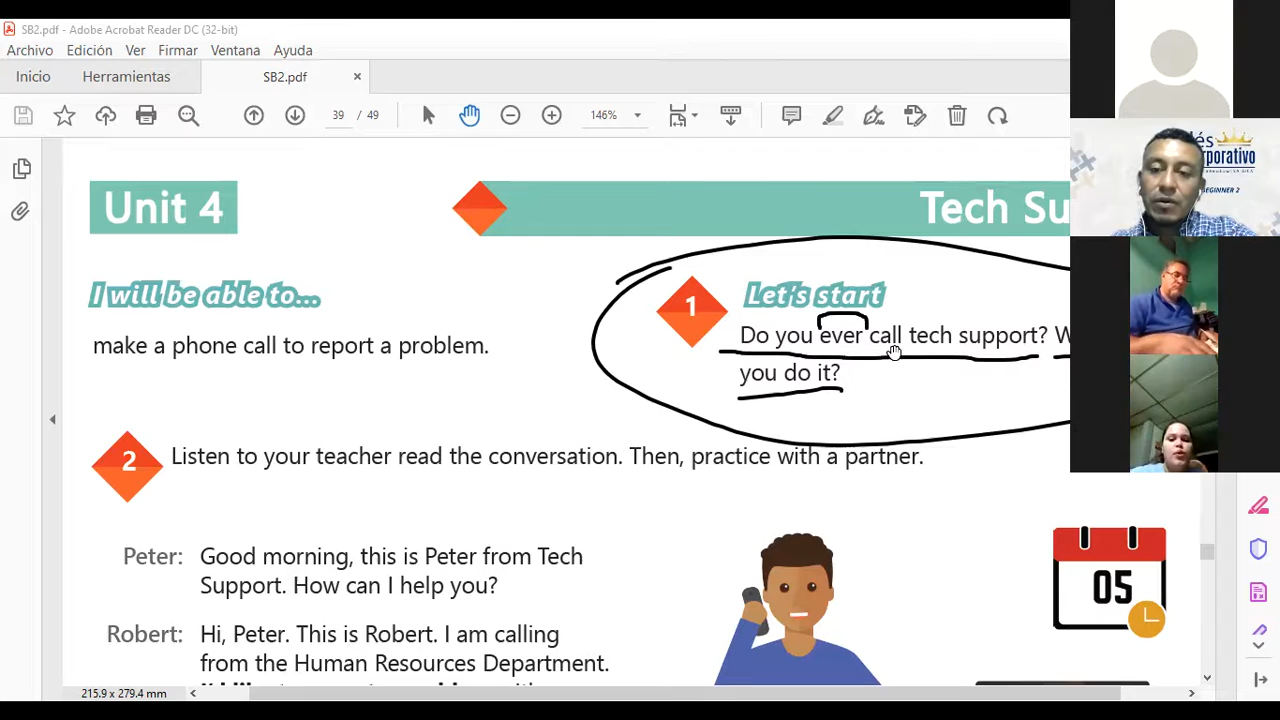 SB2.pdf - Adobe Acrobat Reader DC (32-bit)
Archivo Edición Ver Firmar Ventana Ayuda
Inicio Herramientas SB2.pdf ×
39 / 49 146%
Unit 4
Tech Su
I will be able to...
make a phone call to report a problem.
1
Let's start
Do you ever call tech support? W
you do it?
2
Listen to your teacher read the conversation. Then, practice with a partner.
Peter: Good morning, this is Peter from Tech
Support. How can I help you?
Robert: Hi, Peter. This is Robert. I am calling
from the Human Resources Department.
05
lés
rporativo
BEGINNER 2
215.9 x 279.4 mm